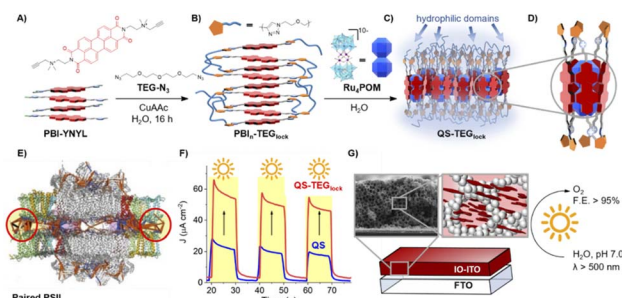 A)
TEG-N3
CuAAc
H2O, 16 h
PBI-YNYL
B)
=
PBIn-TEGlock
10-
=
Ru4POM
H2O
C)
hydrophilic domains
QS-TEGlock
D)
E)
Paired PSII
F)
J (μA cm-2)
60
40
20
0
20 30 40 50 60 70
QS-TEGlock
QS
G)
IO-ITO
FTO
O2
F.E. > 95%
H2O, pH 7.0
λ > 500 nm